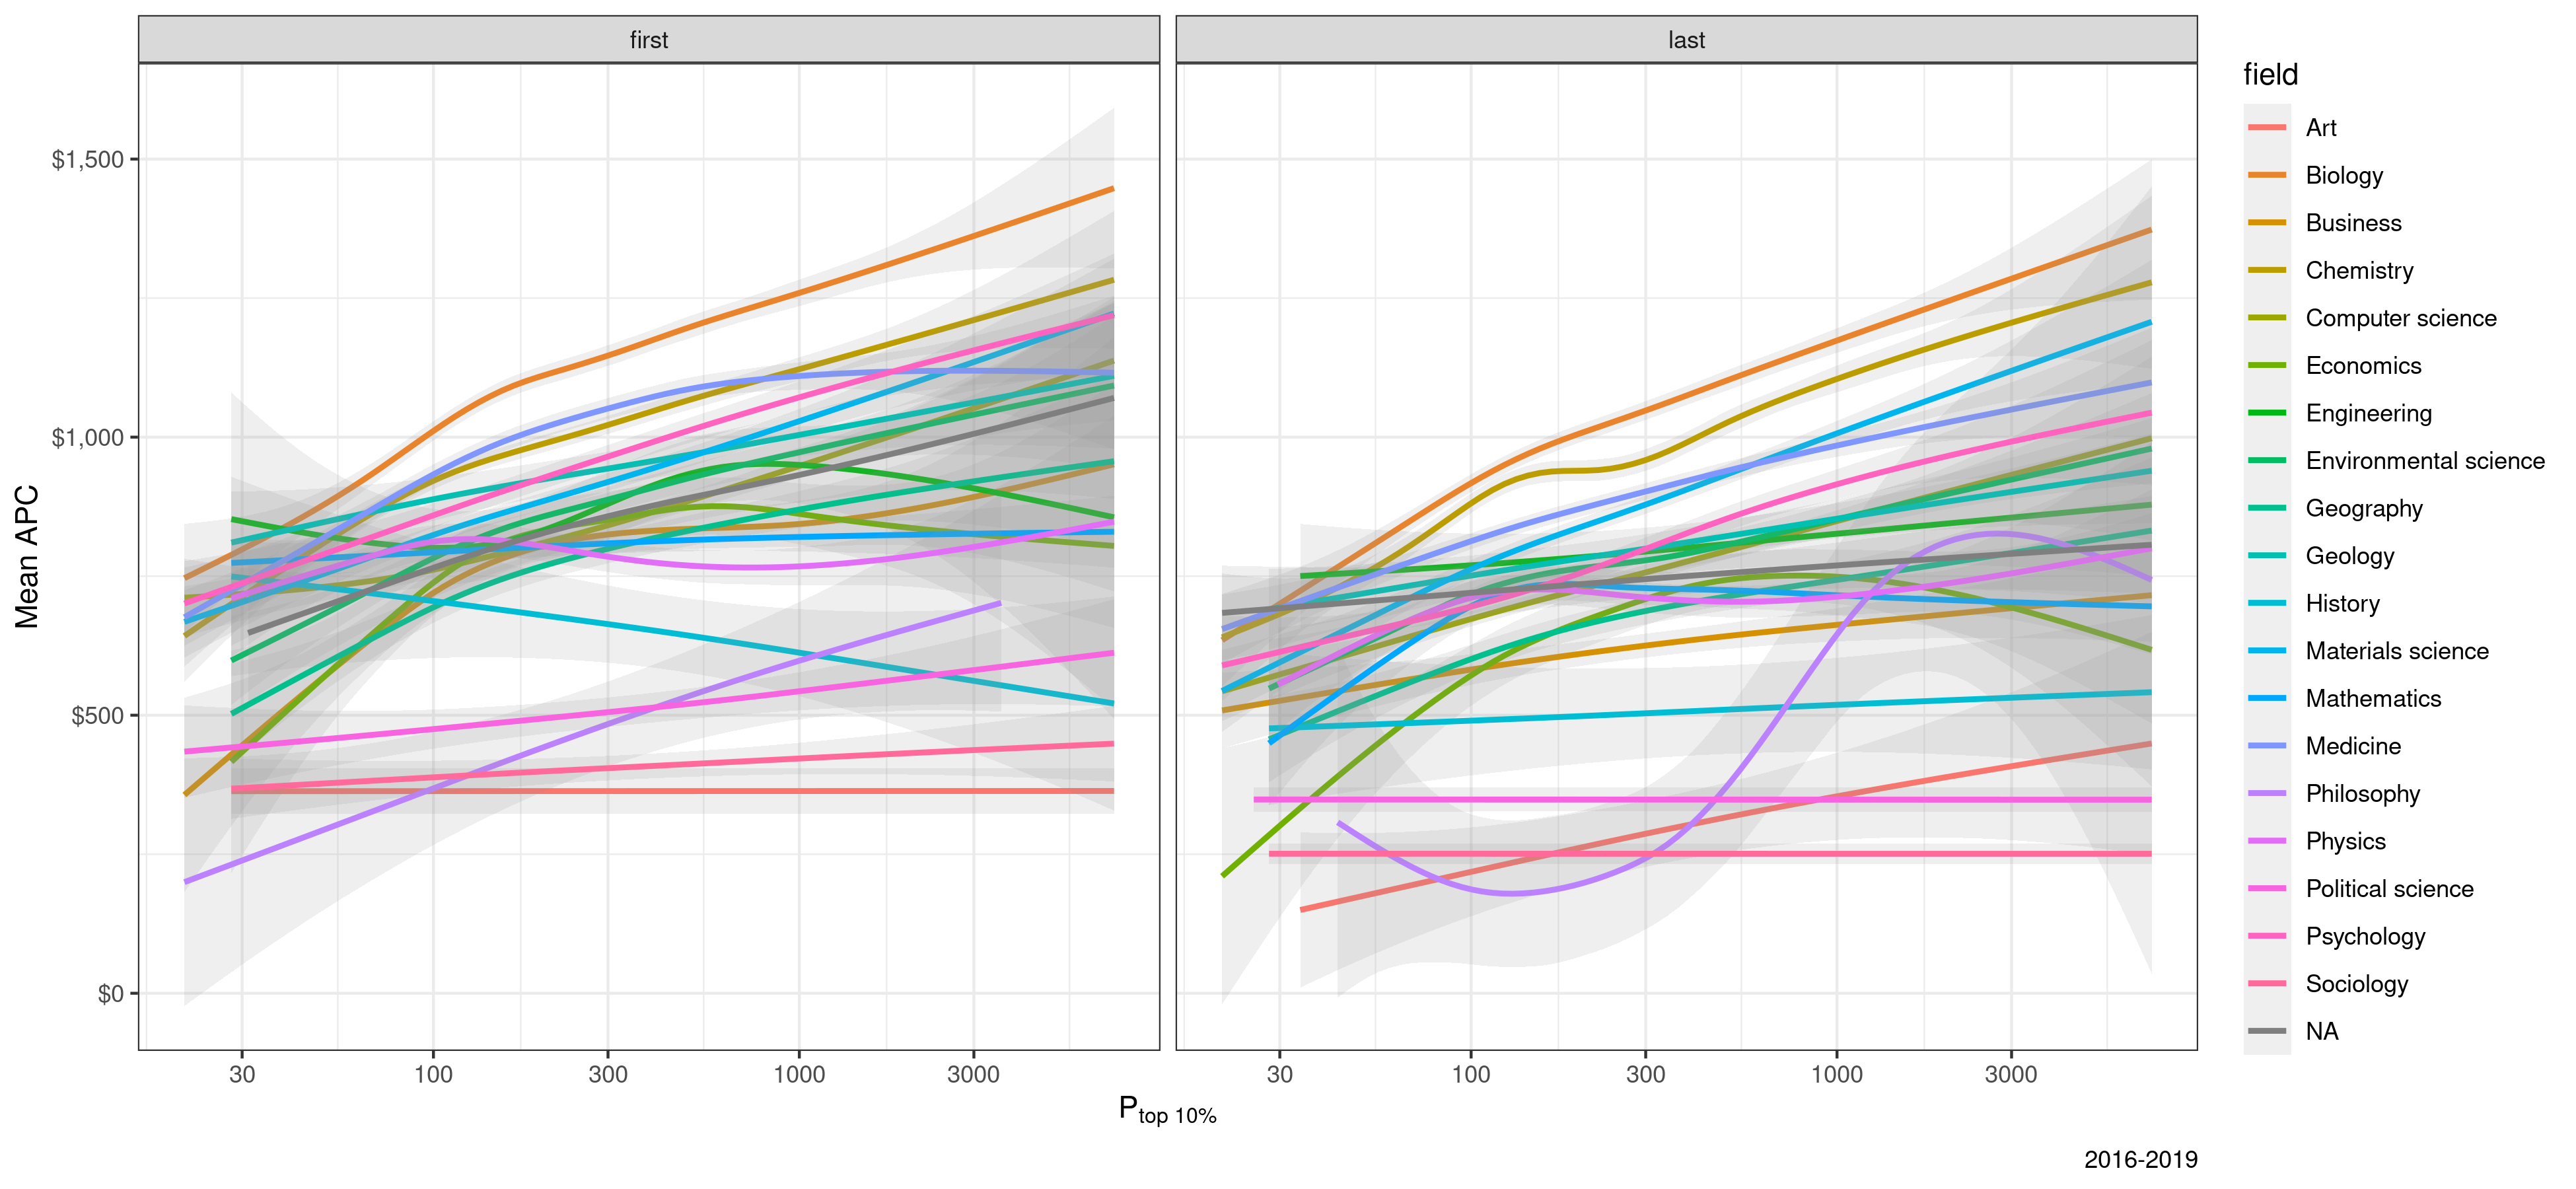 first
last
$1,500
$1,000
$500
$0
Mean APC
30
100
300
1000
3000
30
100
300
1000
3000
Ptop 10%
2016-2019
field
Art
Biology
Business
Chemistry
Computer science
Economics
Engineering
Environmental science
Geography
Geology
History
Materials science
Mathematics
Medicine
Philosophy
Physics
Political science
Psychology
Sociology
NA